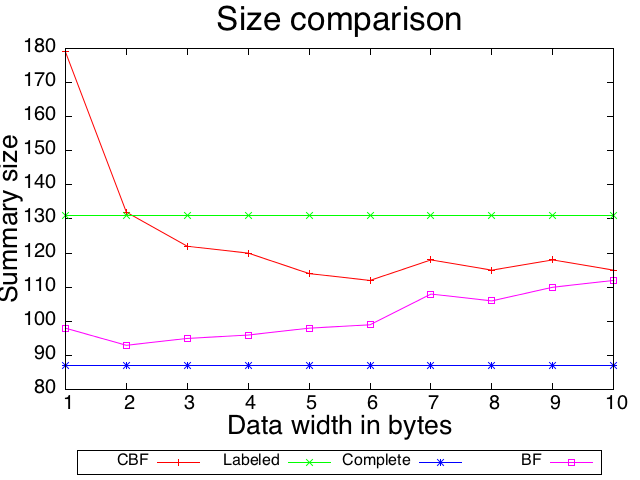 Size comparison
180
170
160
150
140
130
120
110
100
90
80
Summary size
1 2 3 4 5 6 7 8 9 10
Data width in bytes
CBF Labeled Complete BF